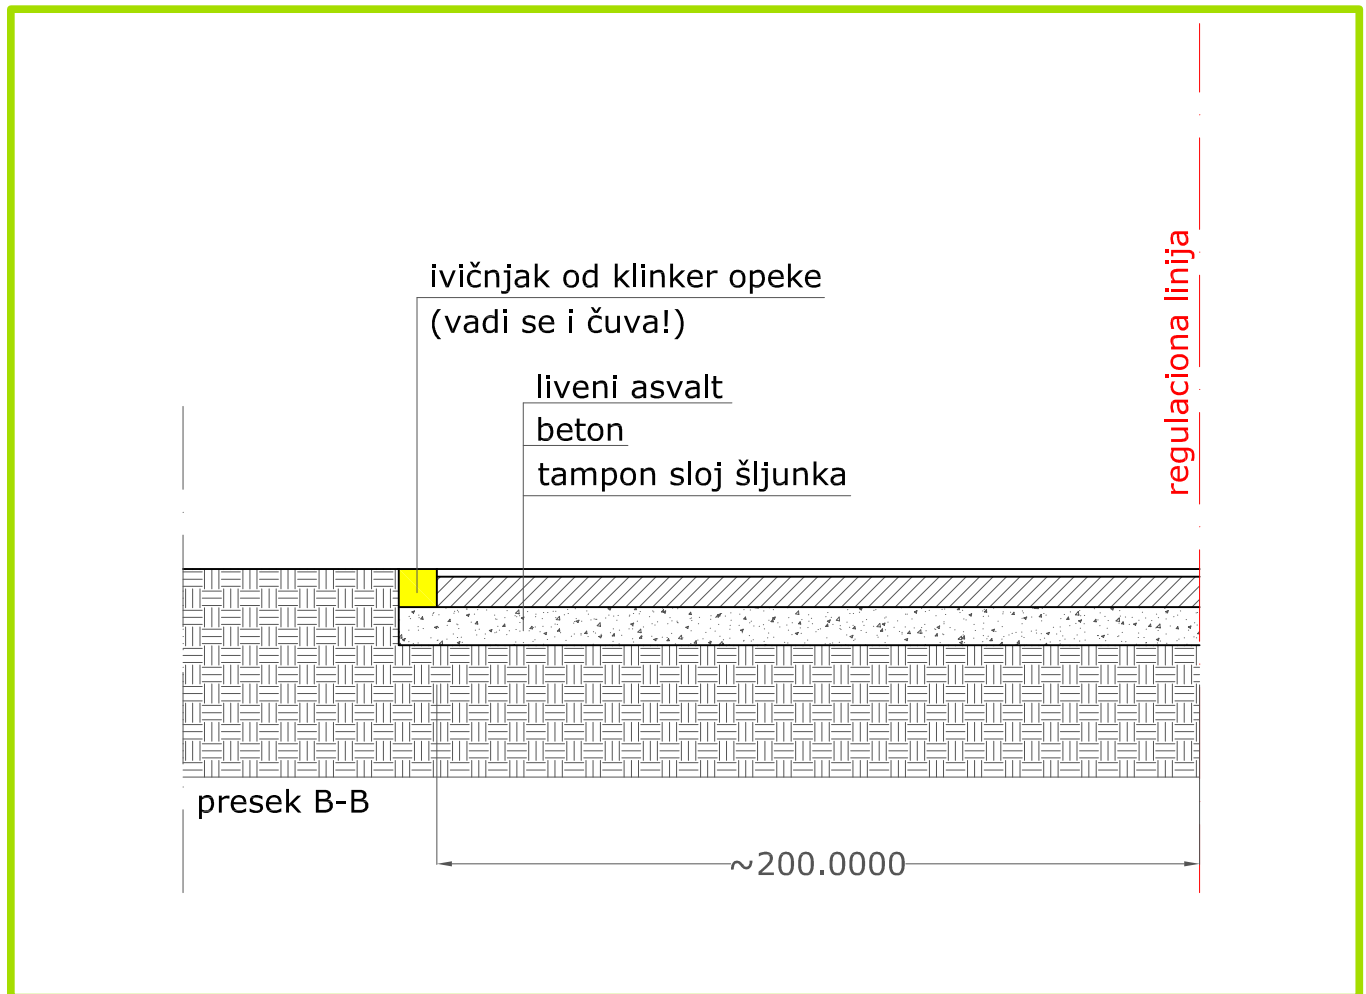 ivičnjak od klinker opeke
(vadi se i čuva!)
liveni asvalt
beton
tampon sloj šljunka
regulaciona linija
presek B-B
~200.0000